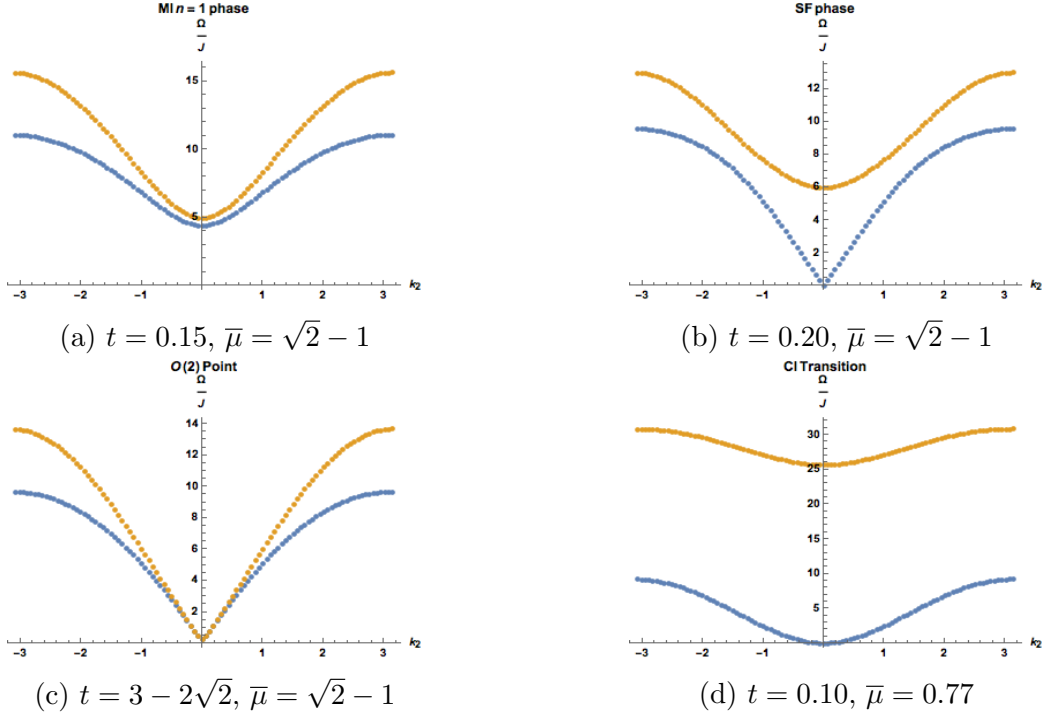 MI n = 1 phase
Ω
J
15
10
5
-3 -2 -1 1 2 3 k₂
(a) t = 0.15, μ̅ = √2 − 1
SF phase
Ω
J
12
10
8
6
4
2
-3 -2 -1 1 2 3 k₂
(b) t = 0.20, μ̅ = √2 − 1
O(2) Point
Ω
J
14
12
10
8
6
4
2
-3 -2 -1 1 2 3 k₂
(c) t = 3 − 2√2, μ̅ = √2 − 1
CI Transition
Ω
J
30
25
20
15
10
5
-3 -2 -1 1 2 3 k₂
(d) t = 0.10, μ̅ = 0.77